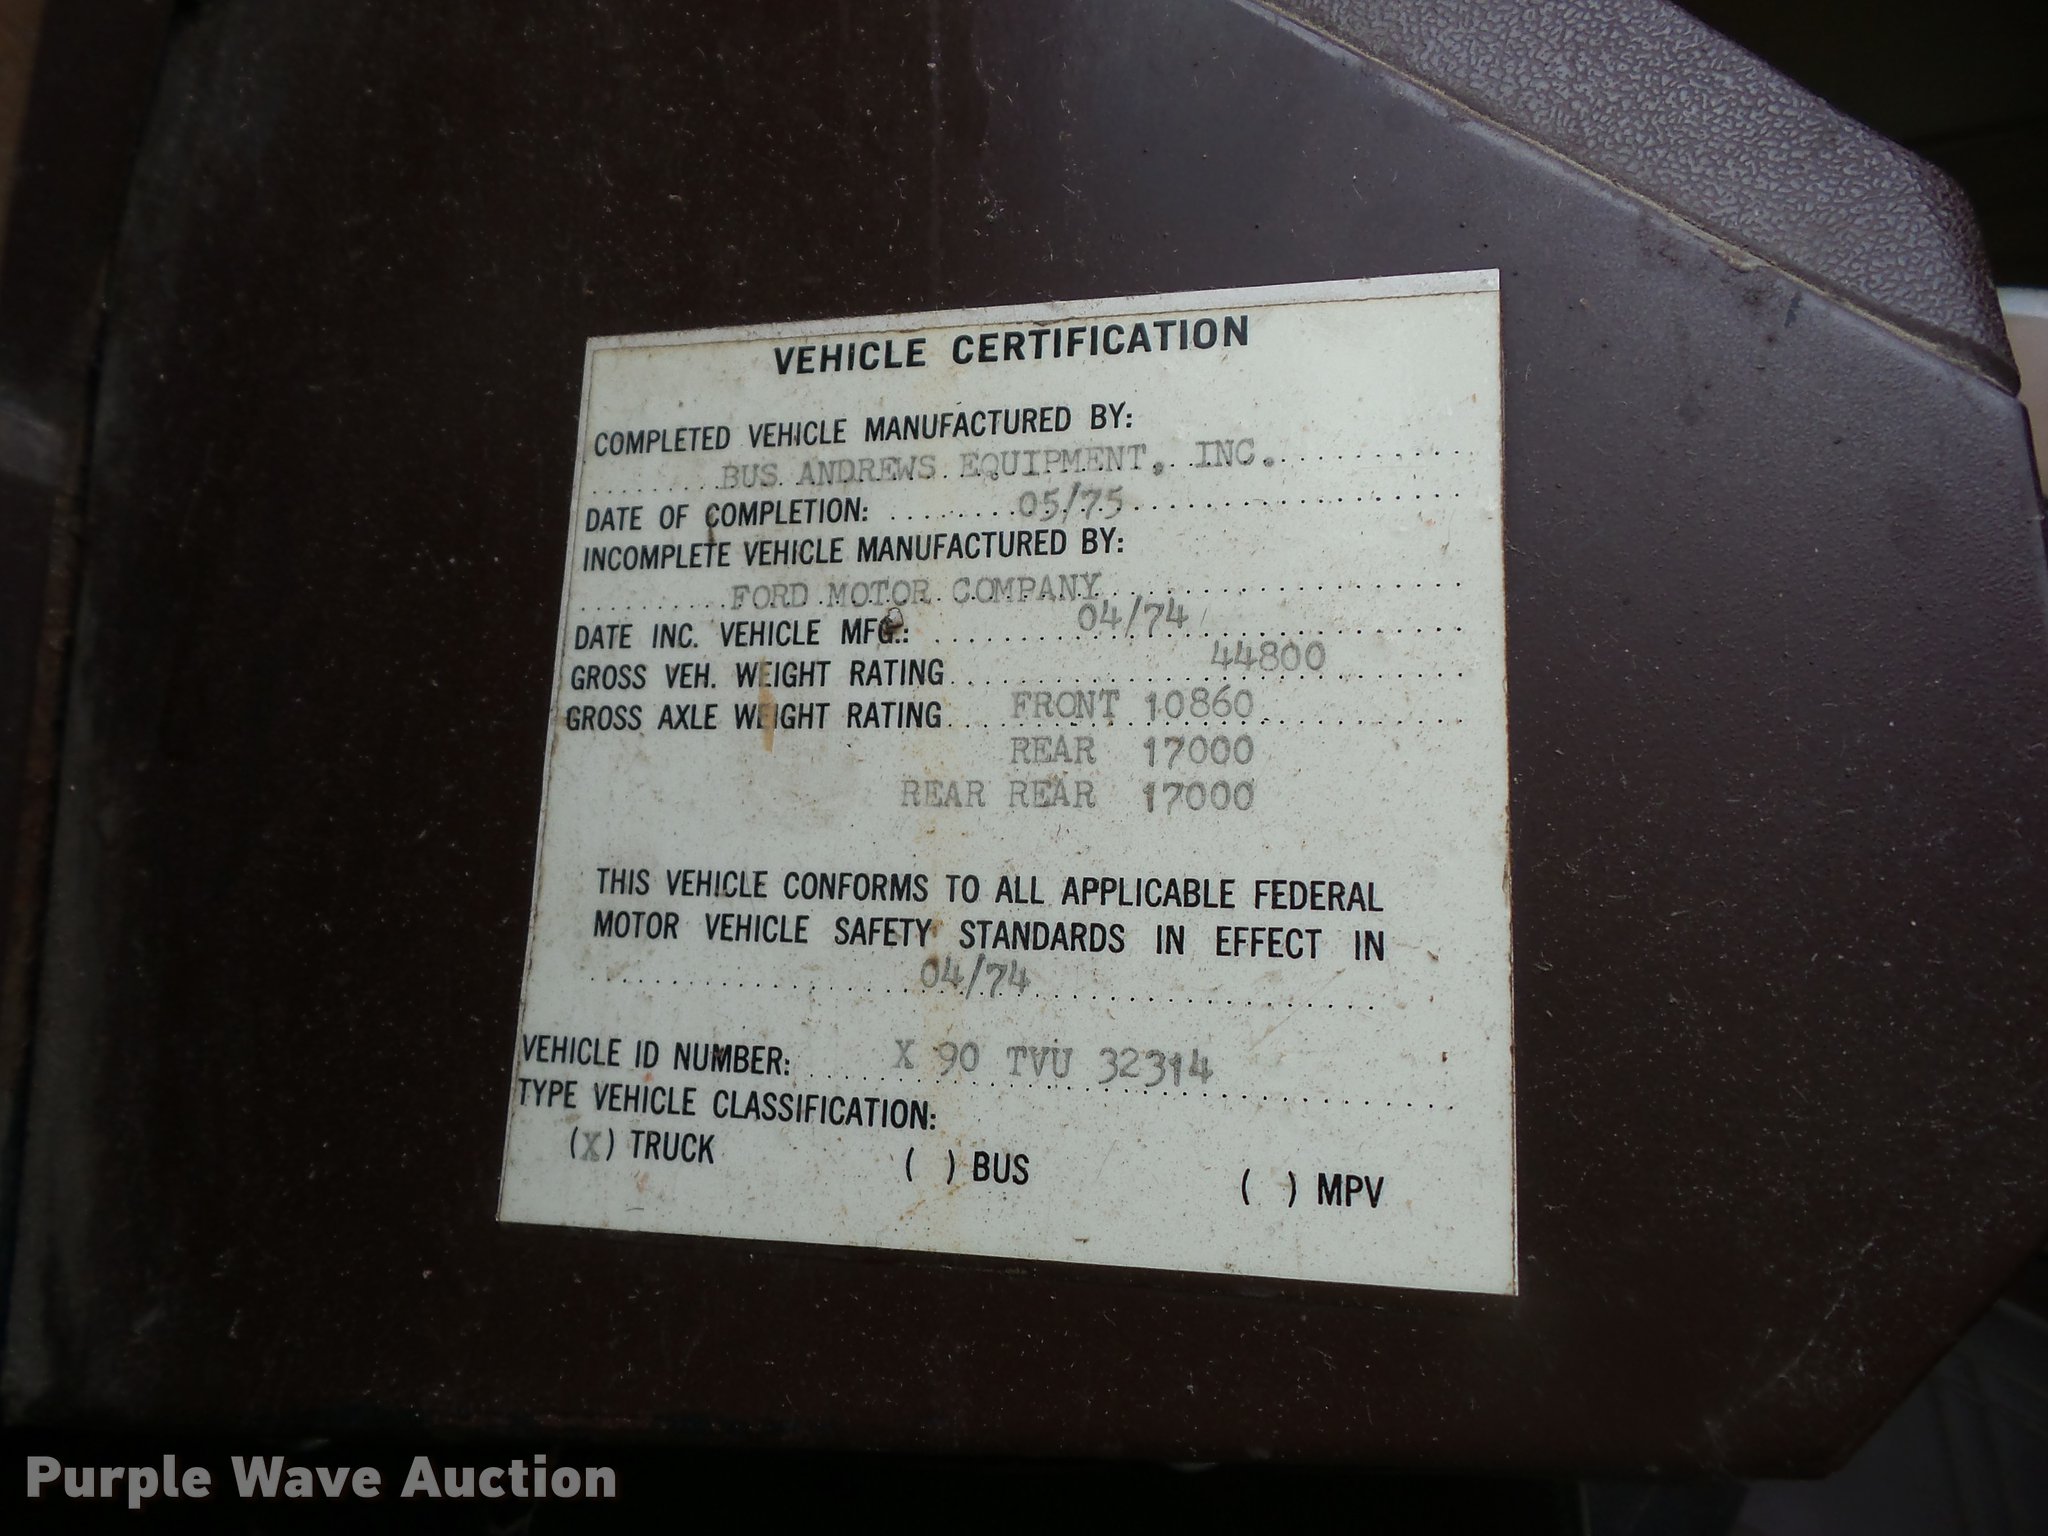 VEHICLE CERTIFICATION
COMPLETED VEHICLE MANUFACTURED BY:
BUS ANDREWS EQUIPMENT, INC.
DATE OF COMPLETION: 05/75
INCOMPLETE VEHICLE MANUFACTURED BY:
FORD MOTOR COMPANY
DATE INC. VEHICLE MFG.: 04/74
GROSS VEH. WEIGHT RATING 44800
GROSS AXLE WEIGHT RATING FRONT 10860
REAR 17000
REAR REAR 17000
THIS VEHICLE CONFORMS TO ALL APPLICABLE FEDERAL
MOTOR VEHICLE SAFETY STANDARDS IN EFFECT IN
04/74
VEHICLE ID NUMBER: X 90 TVU 32314
TYPE VEHICLE CLASSIFICATION:
(X) TRUCK ( ) BUS ( ) MPV
Purple Wave Auction